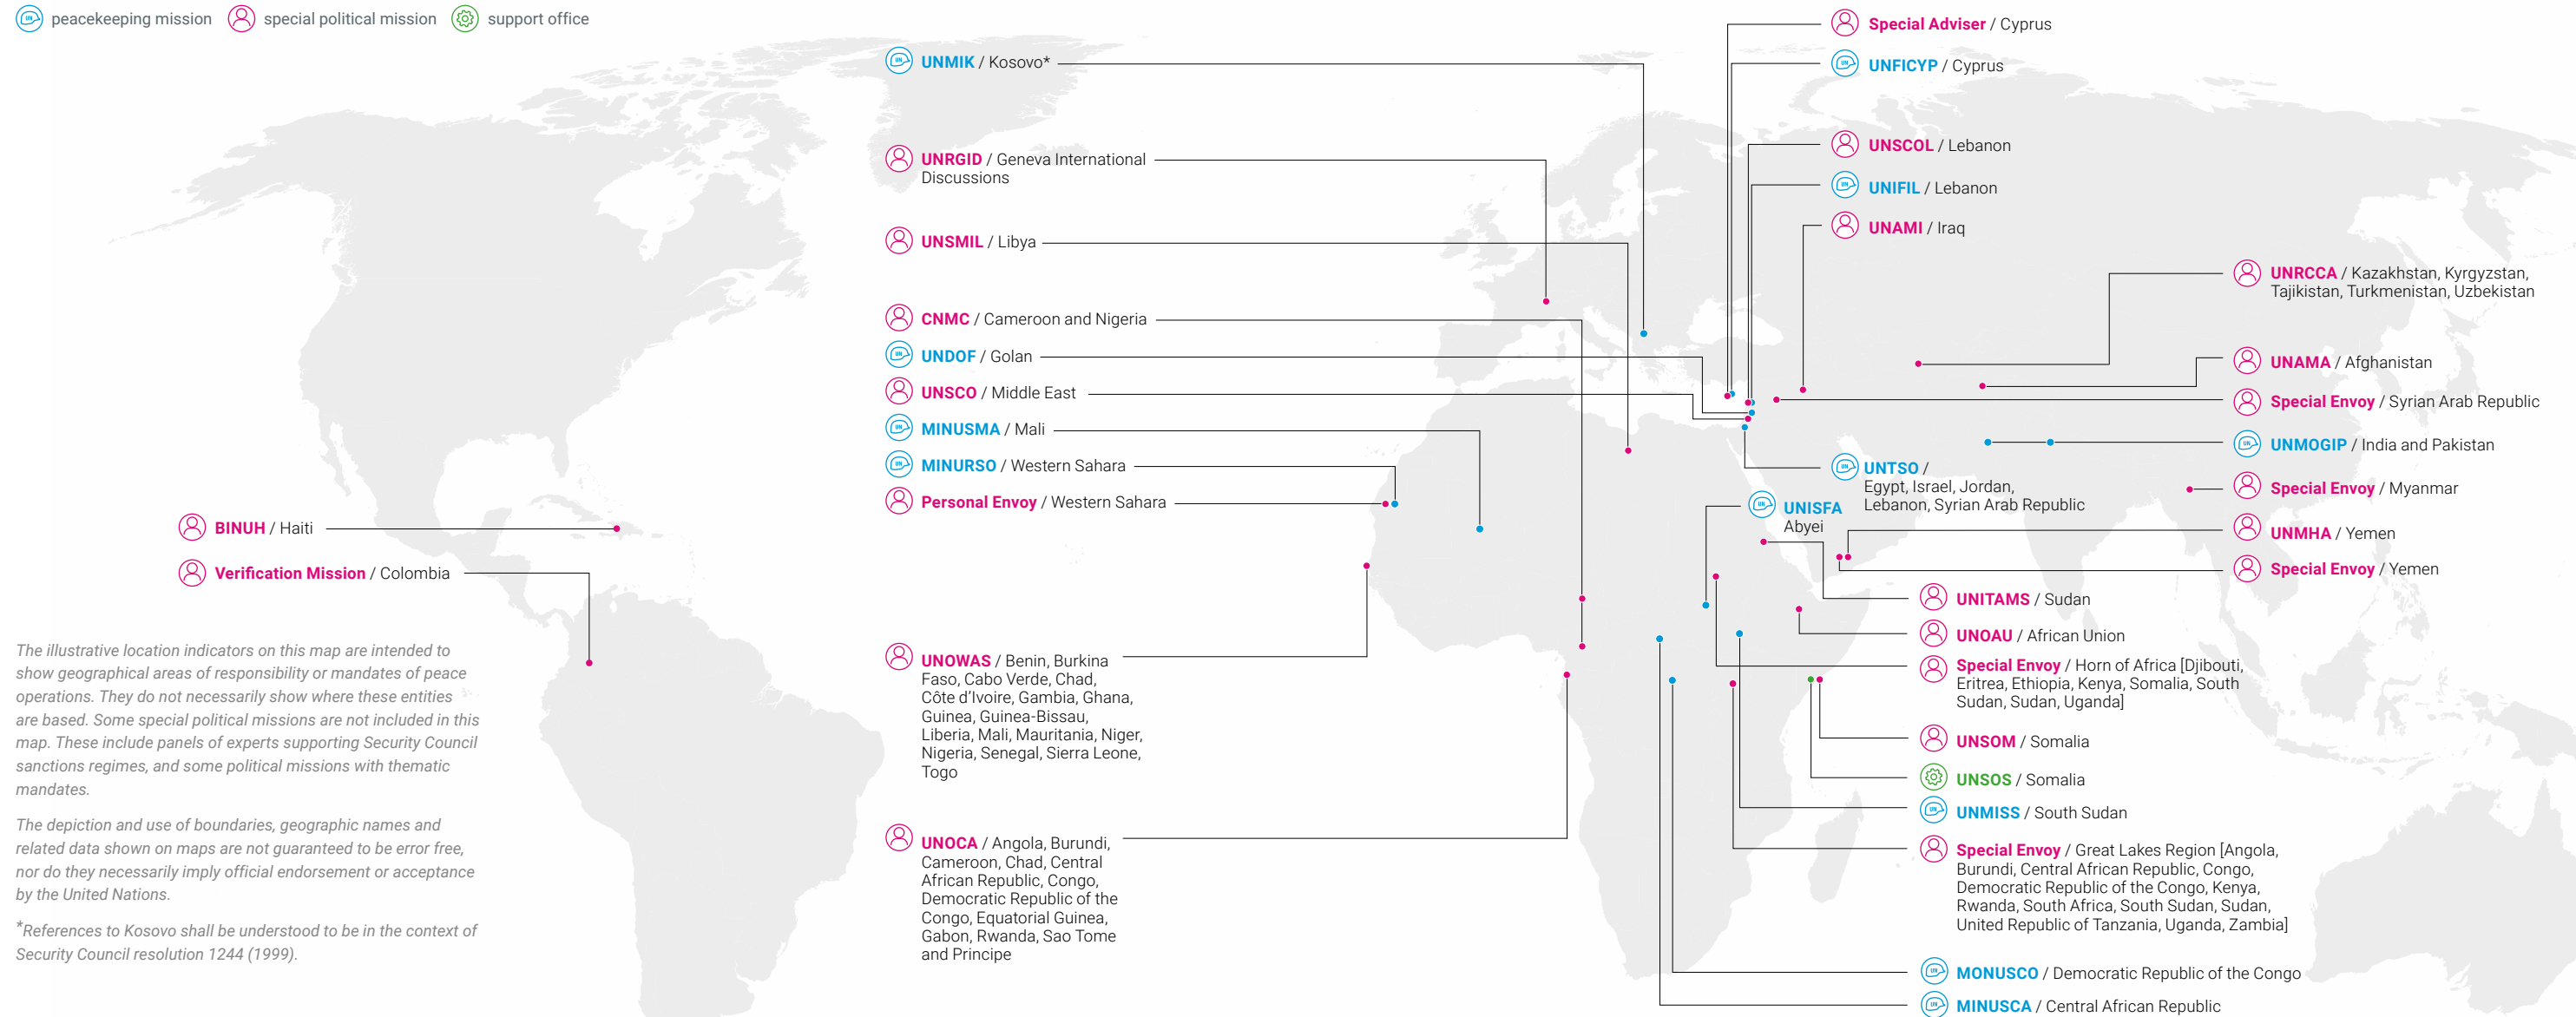 peacekeeping mission special political mission support office
UNMIK / Kosovo*
UNRGID / Geneva International
Discussions
UNSMIL / Libya
CNMC / Cameroon and Nigeria
UNDOF / Golan
UNSCO / Middle East
MINUSMA / Mali
MINURSO / Western Sahara
Personal Envoy / Western Sahara
BINUH / Haiti
Verification Mission / Colombia
UNOWAS / Benin, Burkina
Faso, Cabo Verde, Chad,
Côte d'Ivoire, Gambia, Ghana,
Guinea, Guinea-Bissau,
Liberia, Mali, Mauritania, Niger,
Nigeria, Senegal, Sierra Leone,
Togo
UNOCA / Angola, Burundi,
Cameroon, Chad, Central
African Republic, Congo,
Democratic Republic of the
Congo, Equatorial Guinea,
Gabon, Rwanda, Sao Tome
and Principe
Special Adviser / Cyprus
UNFICYP / Cyprus
UNSCOL / Lebanon
UNIFIL / Lebanon
UNAMI / Iraq
UNRCCA / Kazakhstan, Kyrgyzstan,
Tajikistan, Turkmenistan, Uzbekistan
UNAMA / Afghanistan
Special Envoy / Syrian Arab Republic
UNMOGIP / India and Pakistan
Special Envoy / Myanmar
UNMHA / Yemen
Special Envoy / Yemen
UNTSO /
Egypt, Israel, Jordan,
Lebanon, Syrian Arab Republic
UNISFA
Abyei
UNITAMS / Sudan
UNOAU / African Union
Special Envoy / Horn of Africa [Djibouti,
Eritrea, Ethiopia, Kenya, Somalia, South
Sudan, Sudan, Uganda]
UNSOM / Somalia
UNSOS / Somalia
UNMISS / South Sudan
Special Envoy / Great Lakes Region [Angola,
Burundi, Central African Republic, Congo,
Democratic Republic of the Congo, Kenya,
Rwanda, South Africa, South Sudan, Sudan,
United Republic of Tanzania, Uganda, Zambia]
MONUSCO / Democratic Republic of the Congo
MINUSCA / Central African Republic
The illustrative location indicators on this map are intended to
show geographical areas of responsibility or mandates of peace
operations. They do not necessarily show where these entities
are based. Some special political missions are not included in this
map. These include panels of experts supporting Security Council
sanctions regimes, and some political missions with thematic
mandates.
The depiction and use of boundaries, geographic names and
related data shown on maps are not guaranteed to be error free,
nor do they necessarily imply official endorsement or acceptance
by the United Nations.
*References to Kosovo shall be understood to be in the context of
Security Council resolution 1244 (1999).